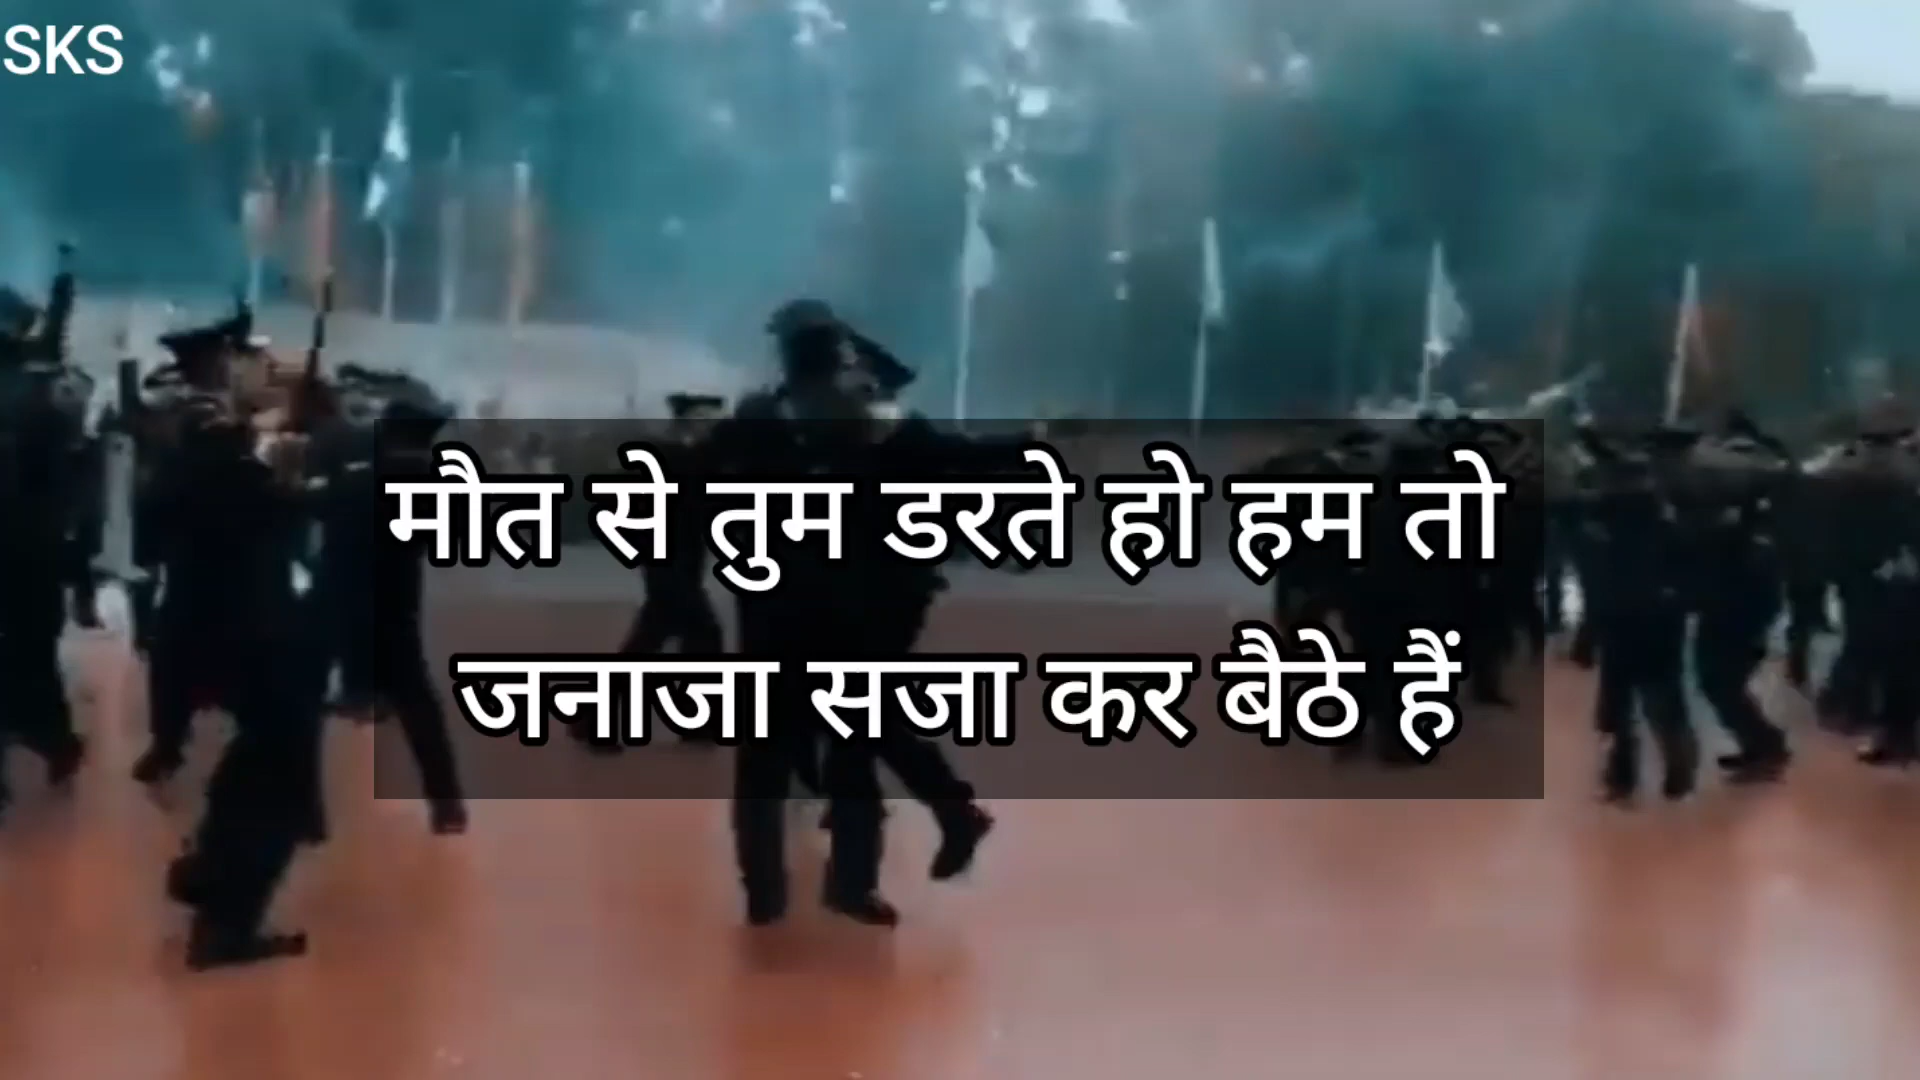 SKS
मौत से तुम डरते हो हम तो
जनाजा सजा कर बैठे हैं